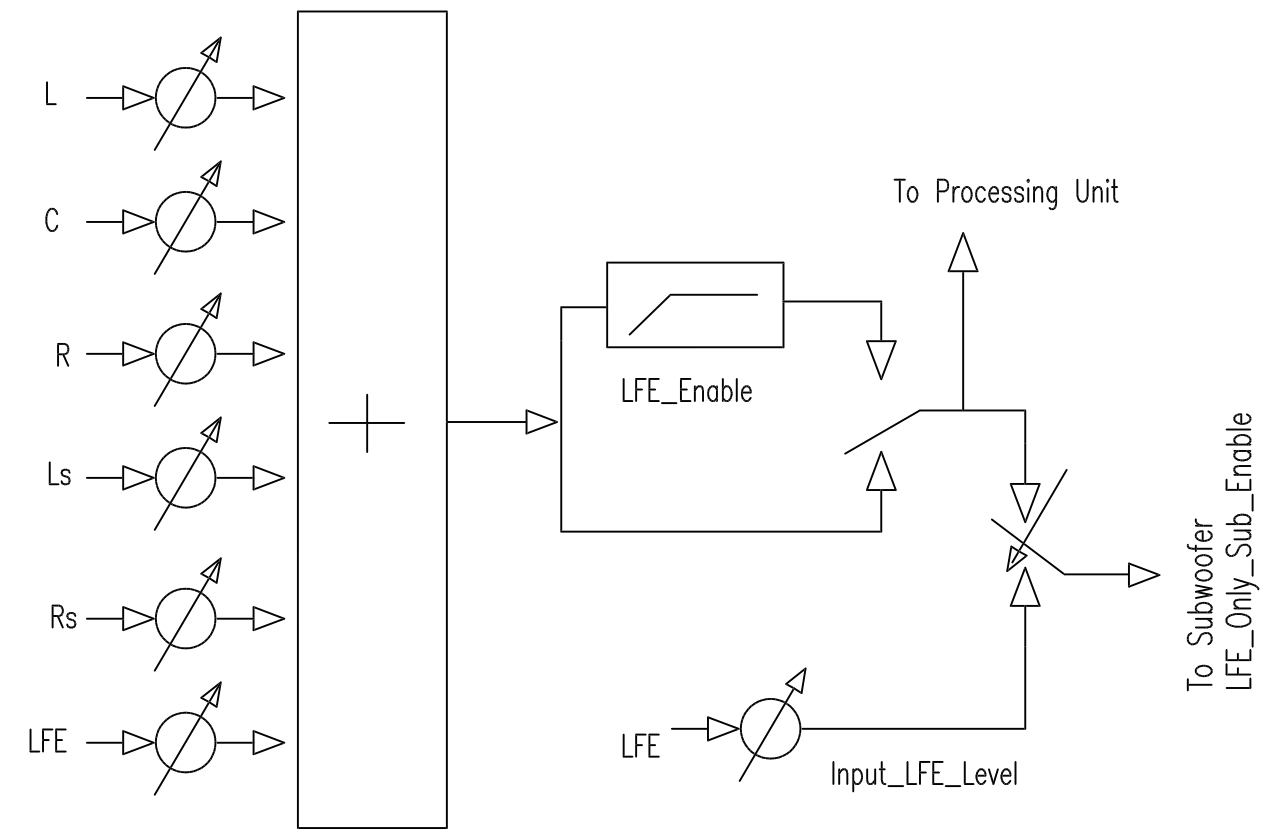 L
C
R
Ls
Rs
LFE
To Processing Unit
LFE_Enable
LFE
Input_LFE_Level
To Subwoofer
LFE_Only_Sub_Enable